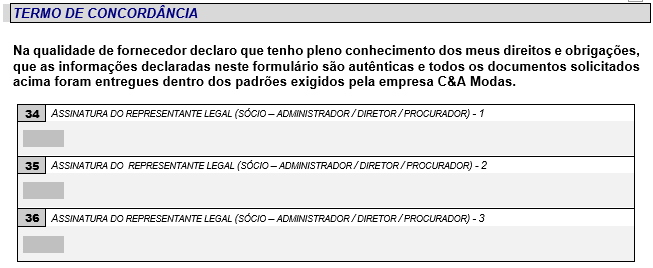 TERMO DE CONCORDÂNCIA
Na qualidade de fornecedor declaro que tenho pleno conhecimento dos meus direitos e obrigações,
que as informações declaradas neste formulário são autênticas e todos os documentos solicitados
acima foram entregues dentro dos padrões exigidos pela empresa C&A Modas.
34 ASSINATURA DO REPRESENTANTE LEGAL (SÓCIO – ADMINISTRADOR / DIRETOR / PROCURADOR) - 1
35 ASSINATURA DO REPRESENTANTE LEGAL (SÓCIO – ADMINISTRADOR / DIRETOR / PROCURADOR) - 2
36 ASSINATURA DO REPRESENTANTE LEGAL (SÓCIO – ADMINISTRADOR / DIRETOR / PROCURADOR) - 3